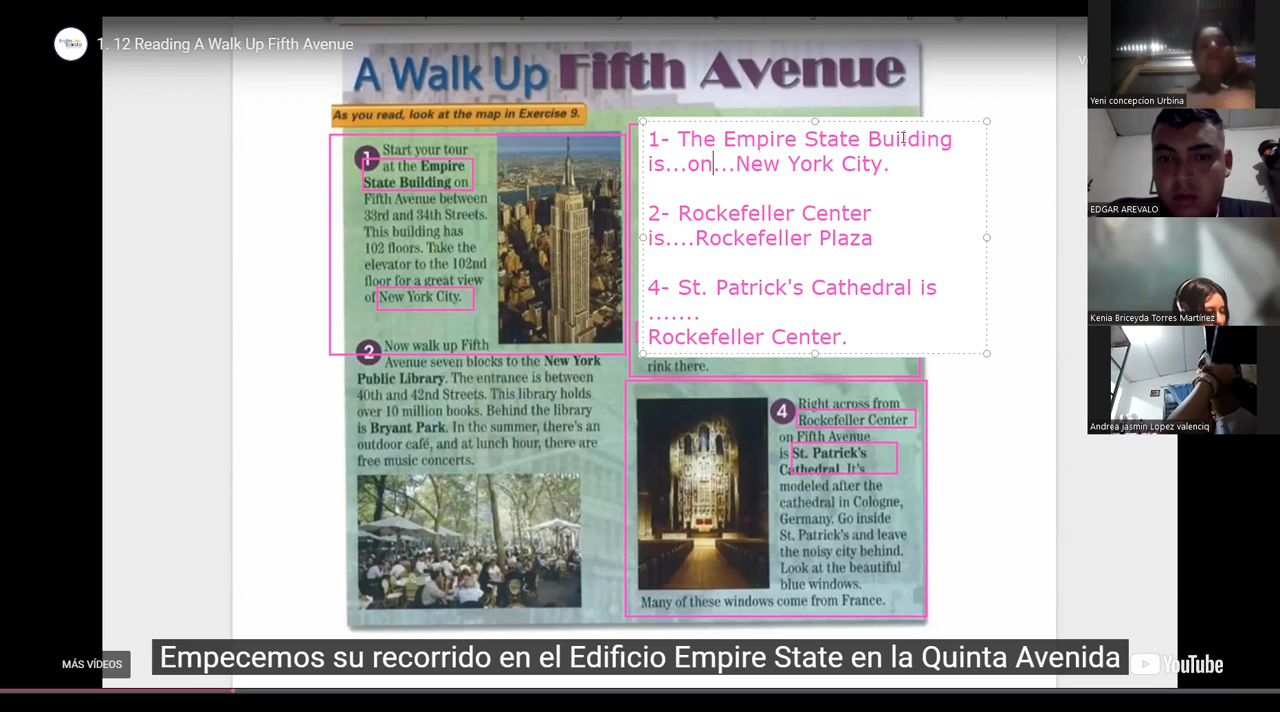 1. 12 Reading A Walk Up Fifth Avenue
A Walk Up Fifth Avenue
As you read, look at the map in Exercise 9.
1 Start your tour
at the Empire
State Building on
Fifth Avenue between
33rd and 34th Streets.
This building has
102 floors. Take the
elevator to the 102nd
floor for a great view
of New York City.
2 Now walk up Fifth
Avenue seven blocks to the New York
Public Library. The entrance is between
40th and 42nd Streets. This library holds
over 10 million books. Behind the library
is Bryant Park. In the summer, there's an
outdoor café, and at lunch hour, there are
free music concerts.
1- The Empire State Building
is...on...New York City.
2- Rockefeller Center
is....Rockefeller Plaza
4- St. Patrick's Cathedral is
.......
Rockefeller Center.
rink there.
4 Right across from
Rockefeller Center
on Fifth Avenue
is St. Patrick's
Cathedral. It's
modeled after the
cathedral in Cologne,
Germany. Go inside
St. Patrick's and leave
the noisy city behind.
Look at the beautiful
blue windows.
Many of these windows come from France.
Yeni concepcion Urbina
EDGAR AREVALO
Kenia Briceyda Torres Martínez
Andrea jasmin Lopez valenciq
MÁS VÍDEOS
Empecemos su recorrido en el Edificio Empire State en la Quinta Avenida
YouTube